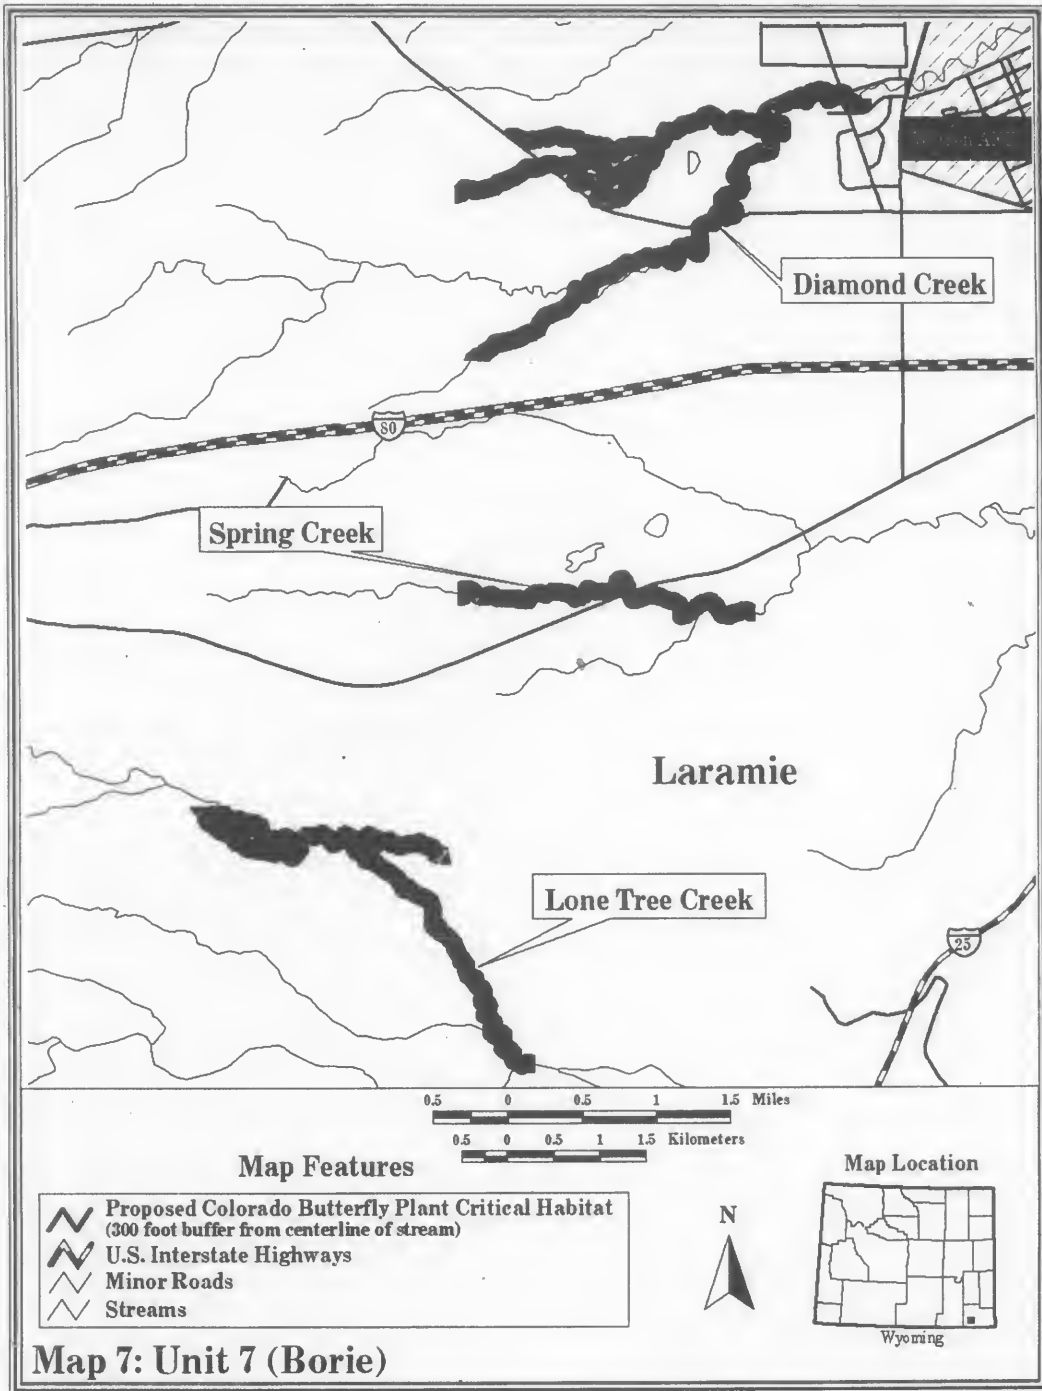 Diamond Creek
80
Spring Creek
Laramie
Lone Tree Creek
25
0.5 0 0.5 1 1.5 Miles
0.5 0 0.5 1 1.5 Kilometers
Map Features
Proposed Colorado Butterfly Plant Critical Habitat
(300 foot buffer from centerline of stream)
U.S. Interstate Highways
Minor Roads
Streams
N
Map Location
Wyoming
Map 7: Unit 7 (Borie)